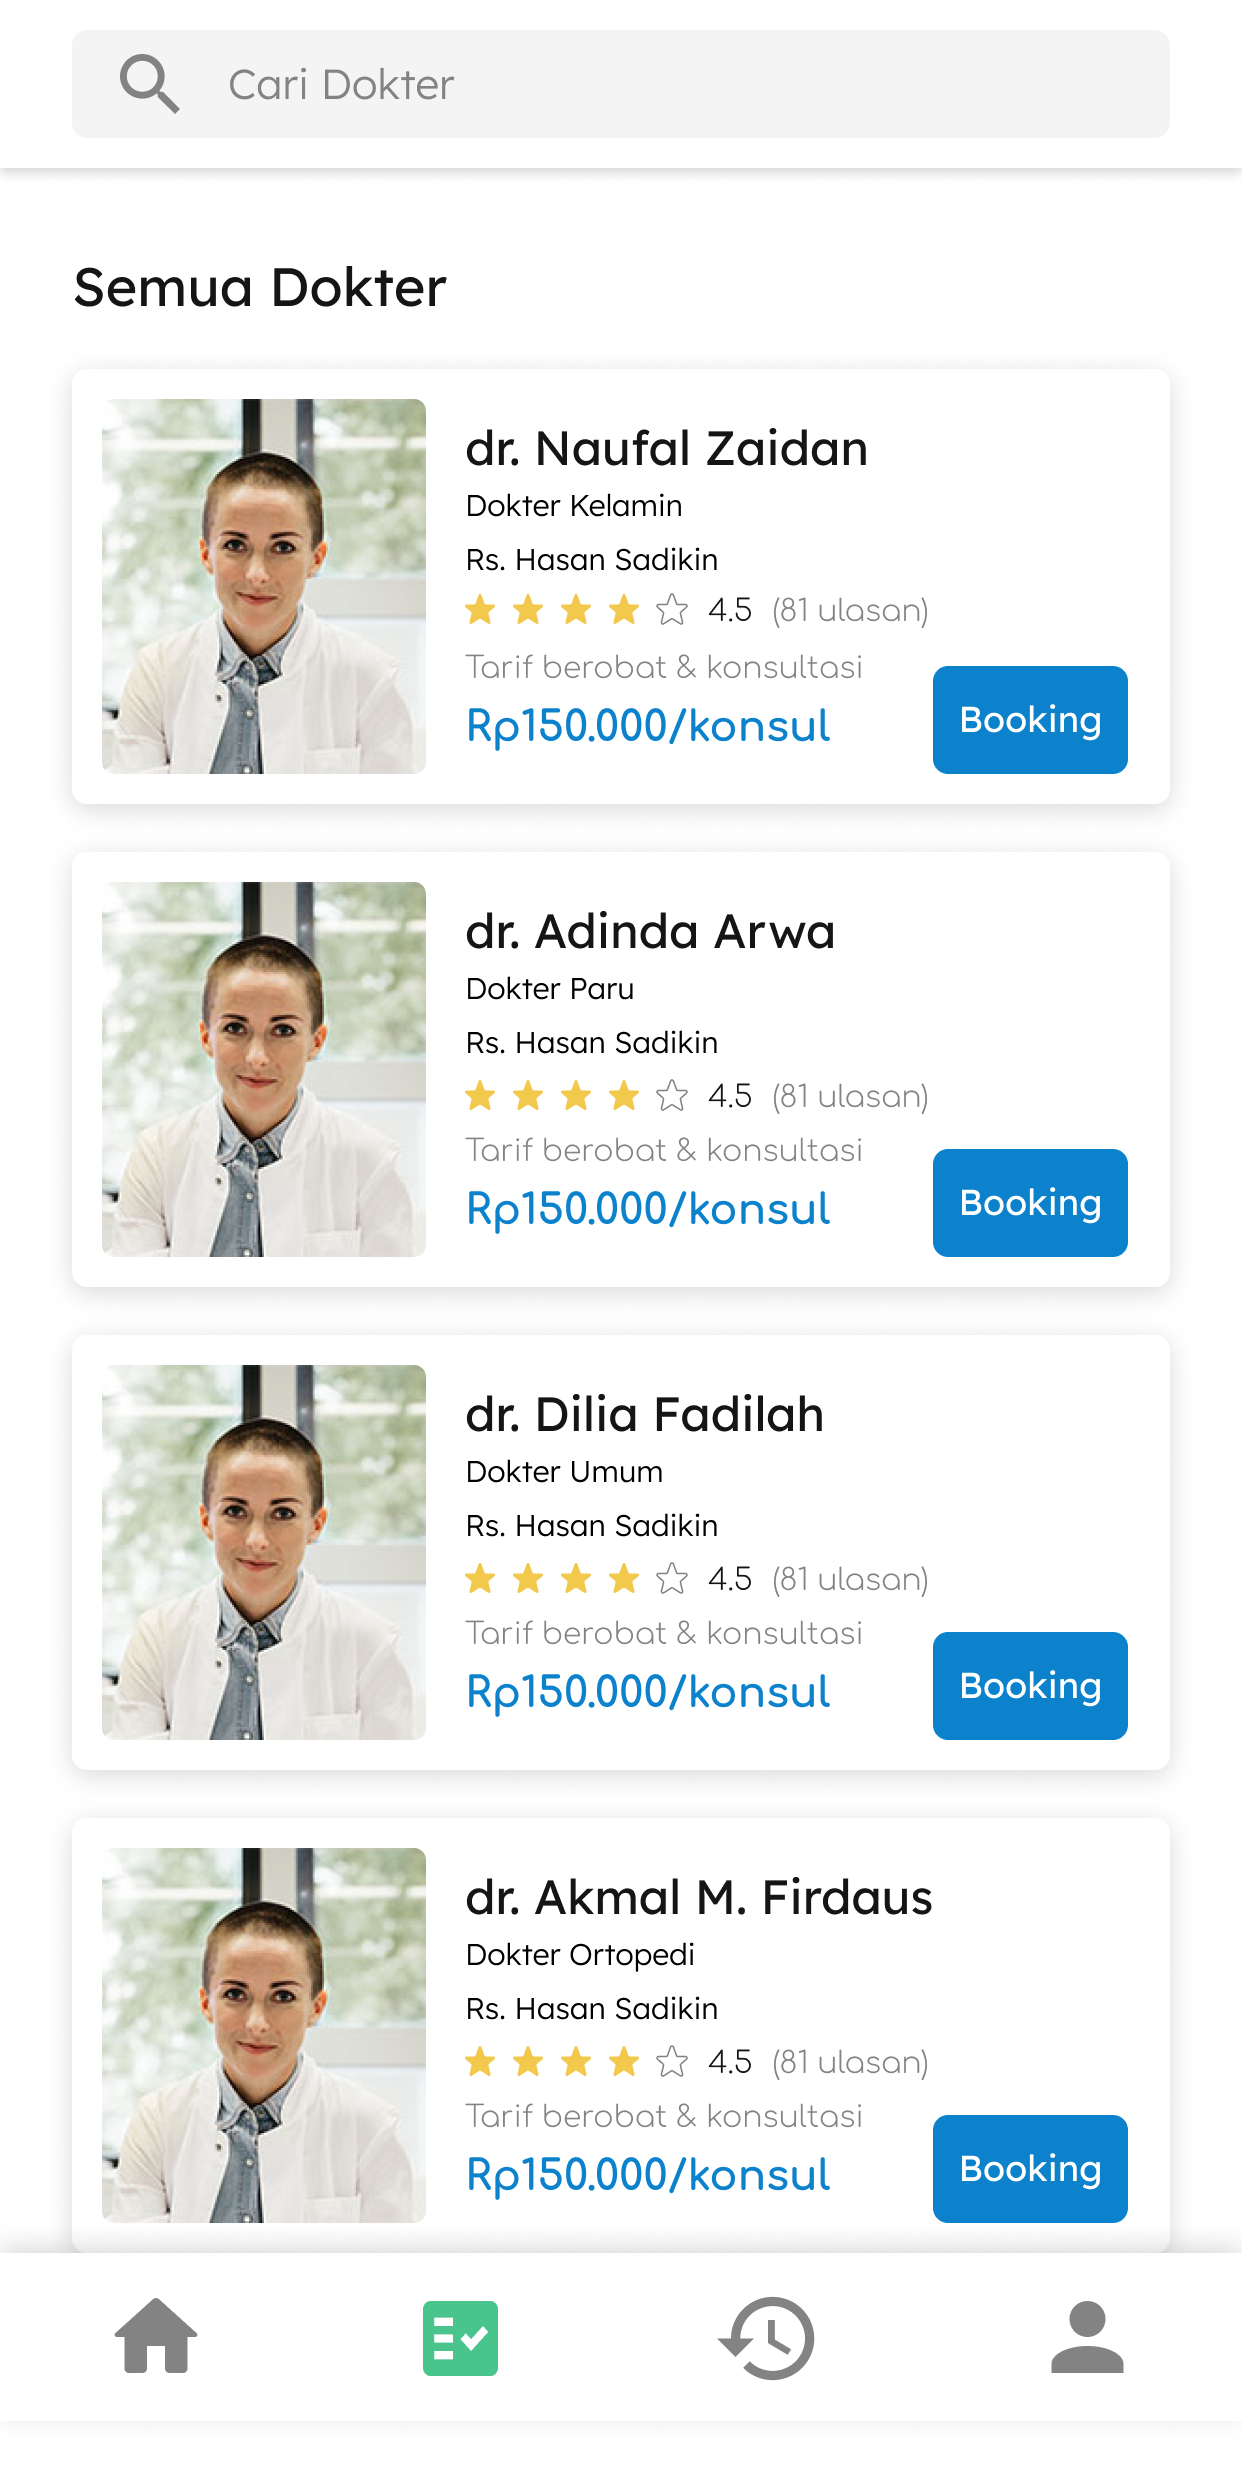 Cari Dokter
Semua Dokter
dr. Naufal Zaidan
Dokter Kelamin
Rs. Hasan Sadikin
4.5 (81 ulasan)
Tarif berobat & konsultasi
Rp150.000/konsul
Booking
dr. Adinda Arwa
Dokter Paru
Rs. Hasan Sadikin
4.5 (81 ulasan)
Tarif berobat & konsultasi
Rp150.000/konsul
Booking
dr. Dilia Fadilah
Dokter Umum
Rs. Hasan Sadikin
4.5 (81 ulasan)
Tarif berobat & konsultasi
Rp150.000/konsul
Booking
dr. Akmal M. Firdaus
Dokter Ortopedi
Rs. Hasan Sadikin
4.5 (81 ulasan)
Tarif berobat & konsultasi
Rp150.000/konsul
Booking